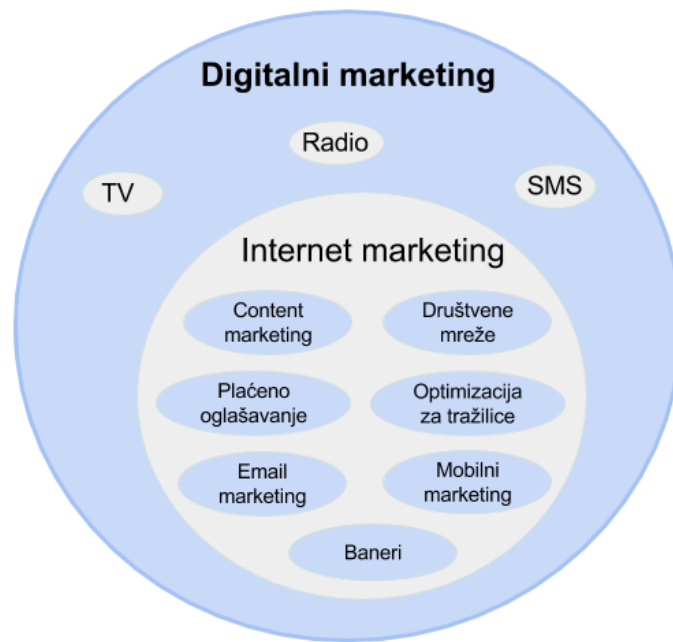 Digitalni marketing
Radio
TV
SMS
Internet marketing
Content
marketing
Društvene
mreže
Plaćeno
oglašavanje
Optimizacija
za tražilice
Email
marketing
Mobilni
marketing
Baneri